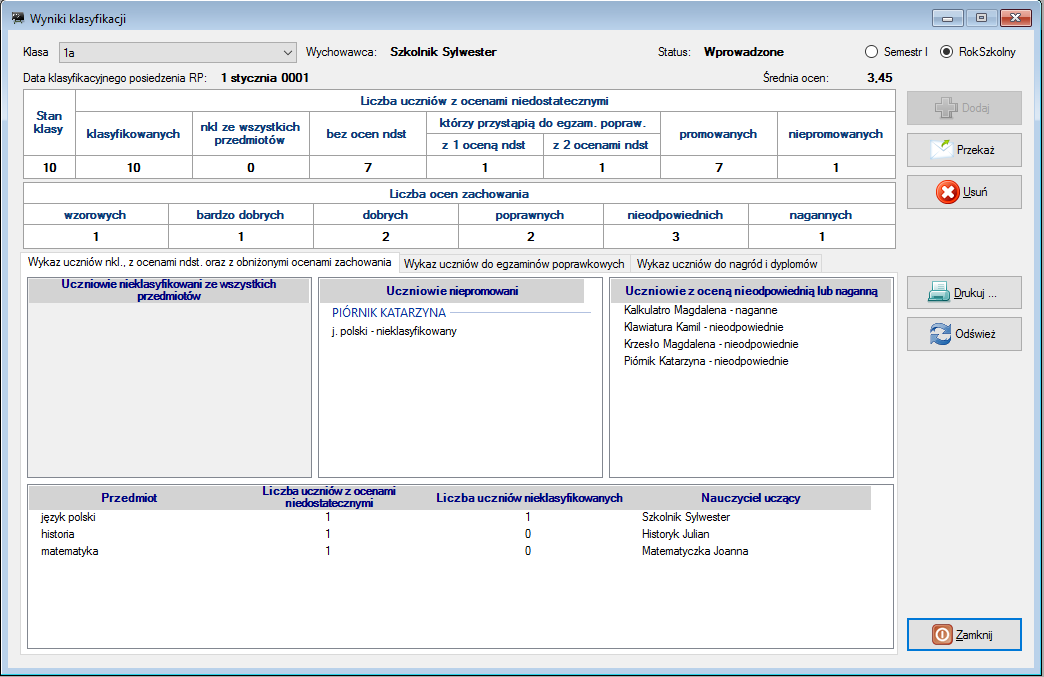 Wyniki klasyfikacji
Klasa 1a Wychowawca: Szkolnik Sylwester Status: Wprowadzone Semestr I Rok Szkolny
Data klasyfikacyjnego posiedzenia RP: 1 stycznia 0001 Średnia ocen: 3,45
Stan klasy
Liczba uczniów z ocenami niedostatecznymi
klasyfikowanych
nkl ze wszystkich przedmiotów
bez ocen ndst
którzy przystąpią do egzam. popraw.
z 1 oceną ndst z 2 ocenami ndst
promowanych
niepromowanych
10 10 0 7 1 1 7 1
Liczba ocen zachowania
wzorowych bardzo dobrych dobrych poprawnych nieodpowiednich nagannych
1 1 2 2 3 1
Dodaj
Przekaż
Usuń
Wykaz uczniów nkl., z ocenami ndst. oraz z obniżonymi ocenami zachowania Wykaz uczniów do egzaminów poprawkowych Wykaz uczniów do nagród i dyplomów
Uczniowie nieklasyfikowani ze wszystkich
przedmiotów
Uczniowie niepromowani
PIÓRNIK KATARZYNA
j. polski - nieklasyfikowany
Uczniowie z oceną nieodpowiednią lub naganną
Kalkulatro Magdalena - naganne
Klawiatura Kamil - nieodpowiednie
Krzesło Magdalena - nieodpowiednie
Piórnik Katarzyna - nieodpowiednie
Drukuj ...
Odśwież
Przedmiot Liczba uczniów z ocenami niedostatecznymi Liczba uczniów nieklasyfikowanych Nauczyciel uczący
język polski 1 1 Szkolnik Sylwester
historia 1 0 Historyk Julian
matematyka 1 0 Matematyczka Joanna
Zamknij